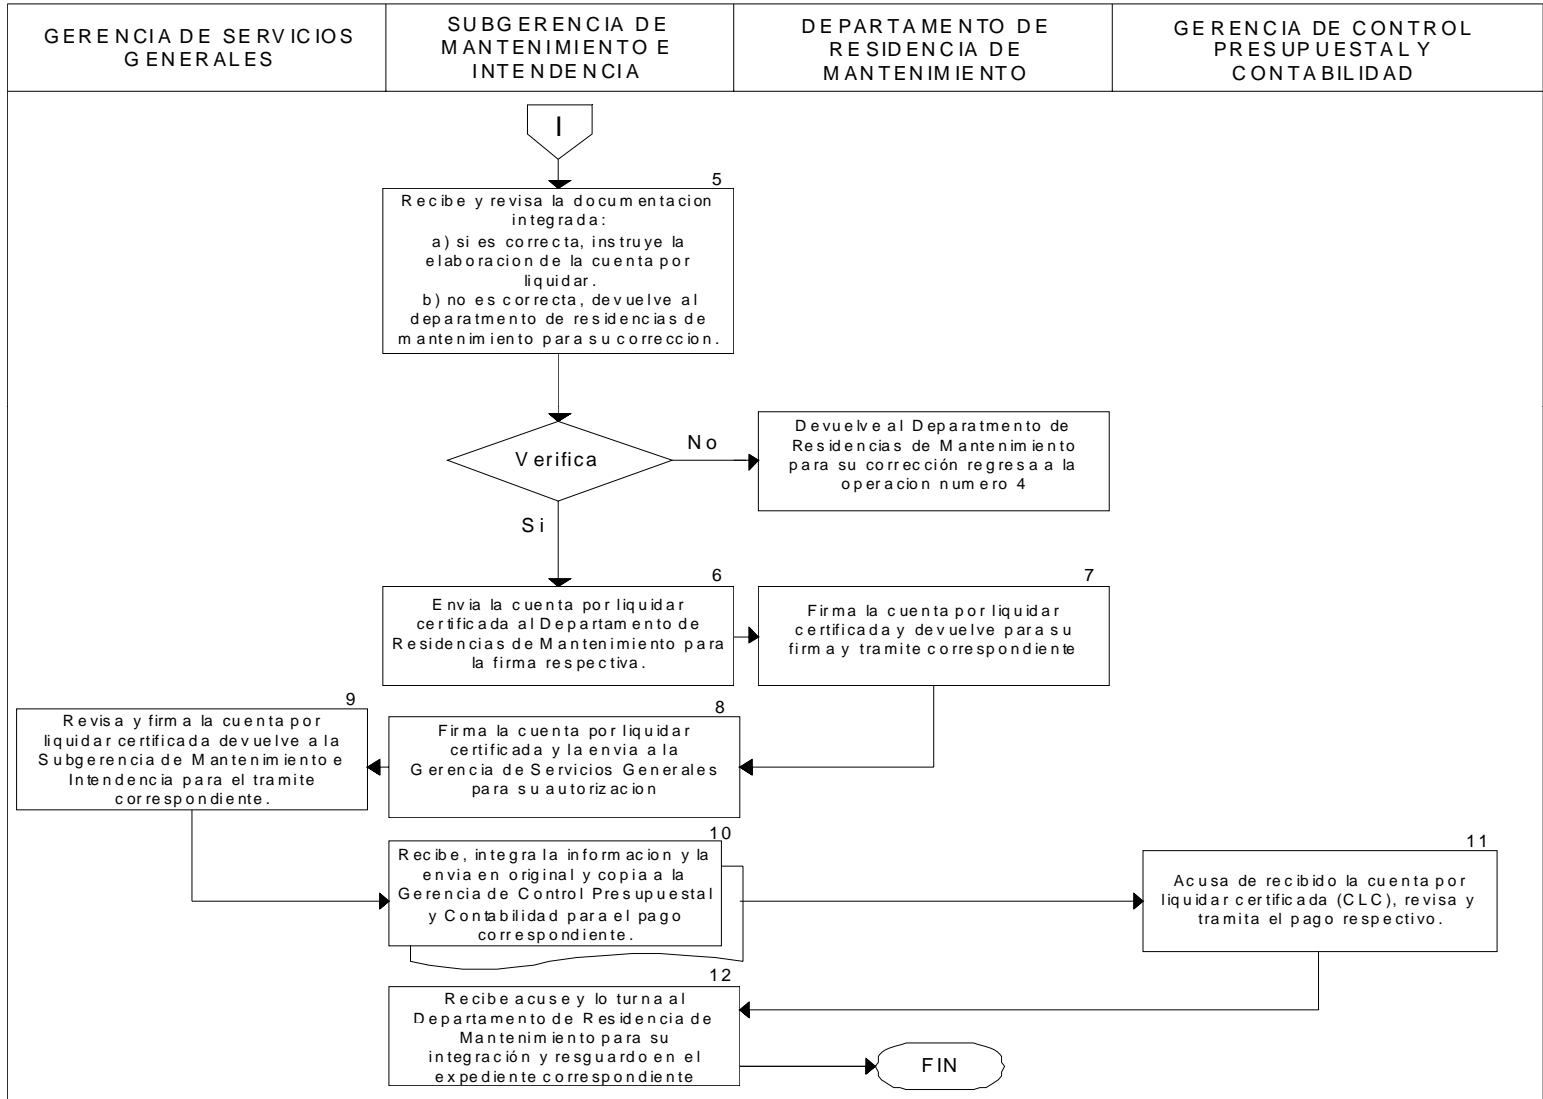 GERENCIA DE SERVICIOS
GENERALES
SUBGERENCIA DE
MANTENIMIENTO E
INTENDENCIA
DEPARTAMENTO DE
RESIDENCIA DE
MANTENIMIENTO
GERENCIA DE CONTROL
PRESUPUESTAL Y
CONTABILIDAD
I
5
Recibe y revisa la documentacion
integrada:
a) si es correcta, instruye la
elaboracion de la cuenta por
liquidar.
b) no es correcta, devuelve al
deparatmento de residencias de
mantenimiento para su correccion.
Verifica
No
Devuelve al Deparatmento de
Residencias de Mantenimiento
para su corrección regresa a la
operacion numero 4
Si
6
Envia la cuenta por liquidar
certificada al Departamento de
Residencias de Mantenimiento para
la firma respectiva.
7
Firma la cuenta por liquidar
certificada y devuelve para su
firma y tramite correspondiente
9
Revisa y firma la cuenta por
liquidar certificada devuelve a la
Subgerencia de Mantenimiento e
Intendencia para el tramite
correspondiente.
8
Firma la cuenta por liquidar
certificada y la envia a la
Gerencia de Servicios Generales
para su autorizacion
10
Recibe, integra la informacion y la
envia en original y copia a la
Gerencia de Control Presupuestal
y Contabilidad para el pago
correspondiente.
11
Acusa de recibido la cuenta por
liquidar certificada (CLC), revisa y
tramita el pago respectivo.
12
Recibe acuse y lo turna al
Departamento de Residencia de
Mantenimiento para su
integración y resguardo en el
expediente correspondiente
FIN